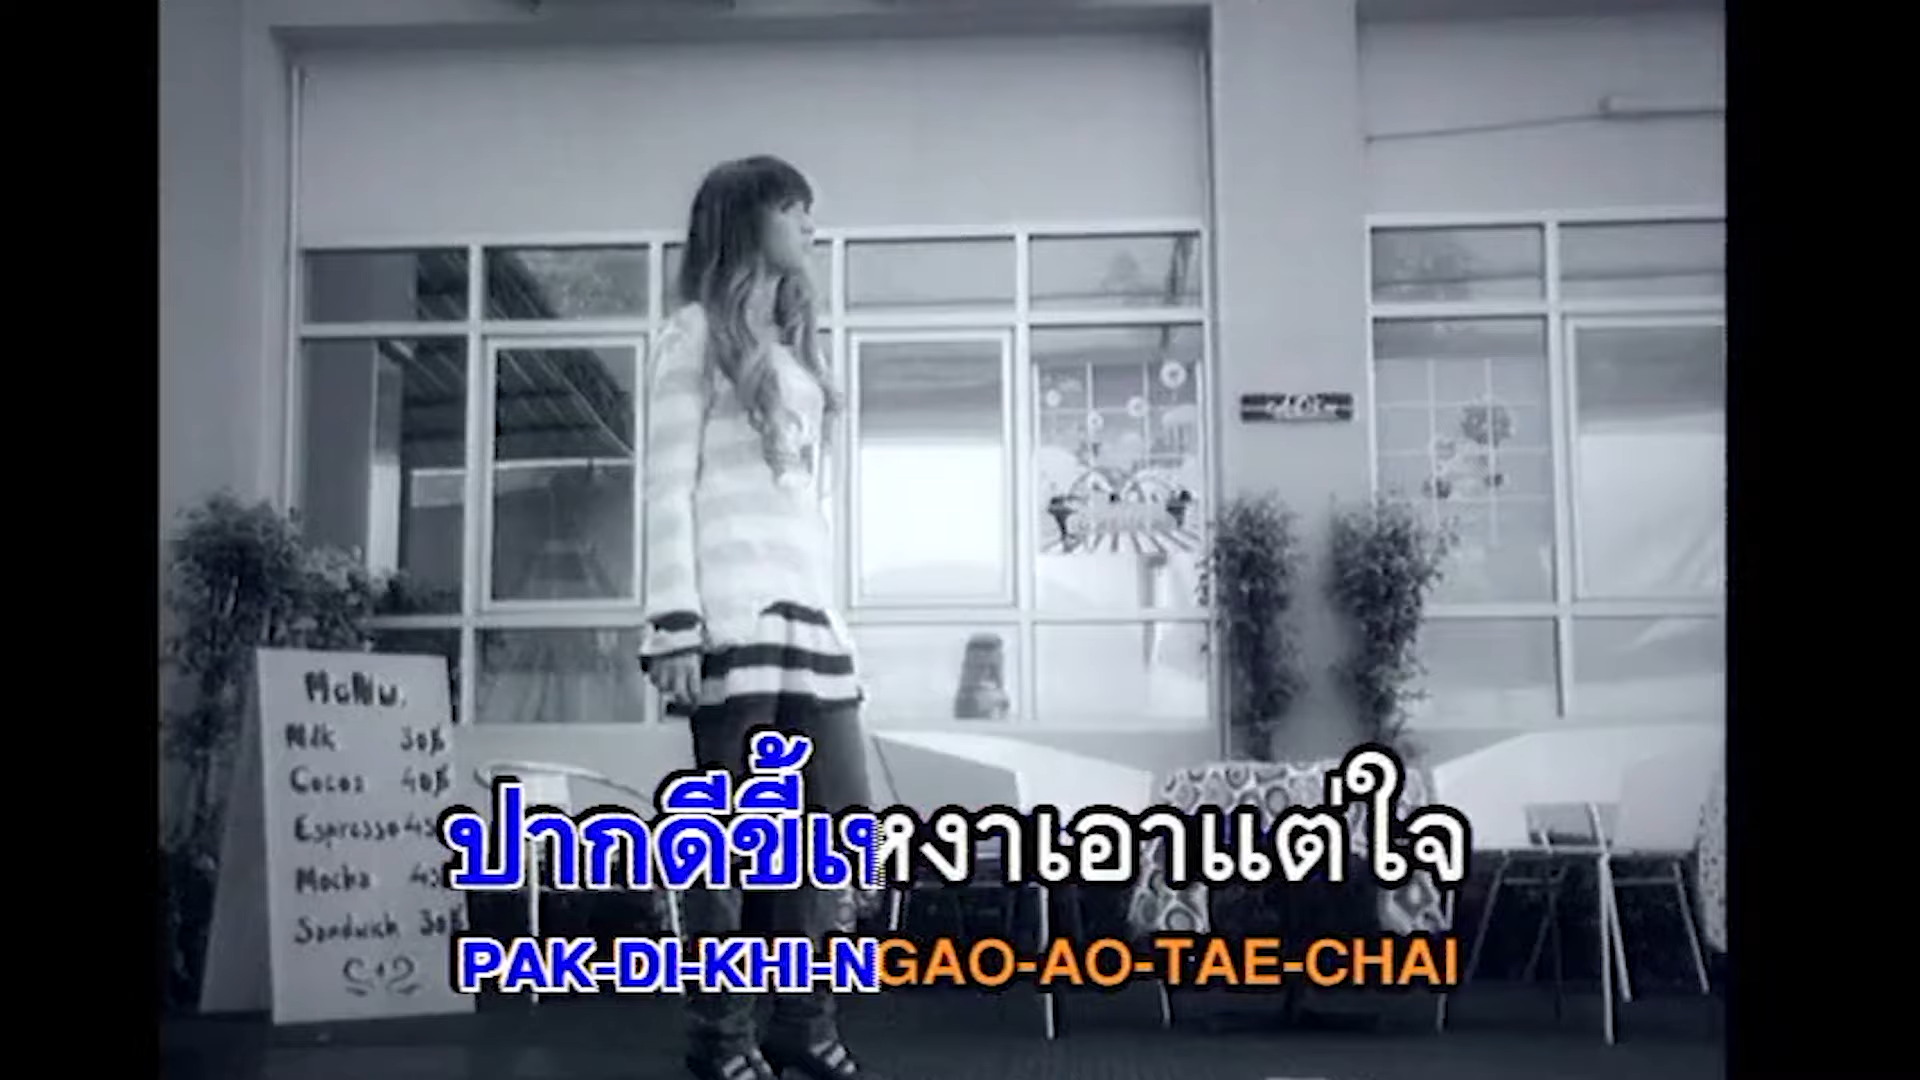 MaNu.
Milk 30฿
Cocoa 40฿
Espresso 45
Mocha 45
Sandwich 30฿
ปากดีขี้เหงาเอาแต่ใจ
PAK-DI-KHI-NGAO-AO-TAE-CHAI